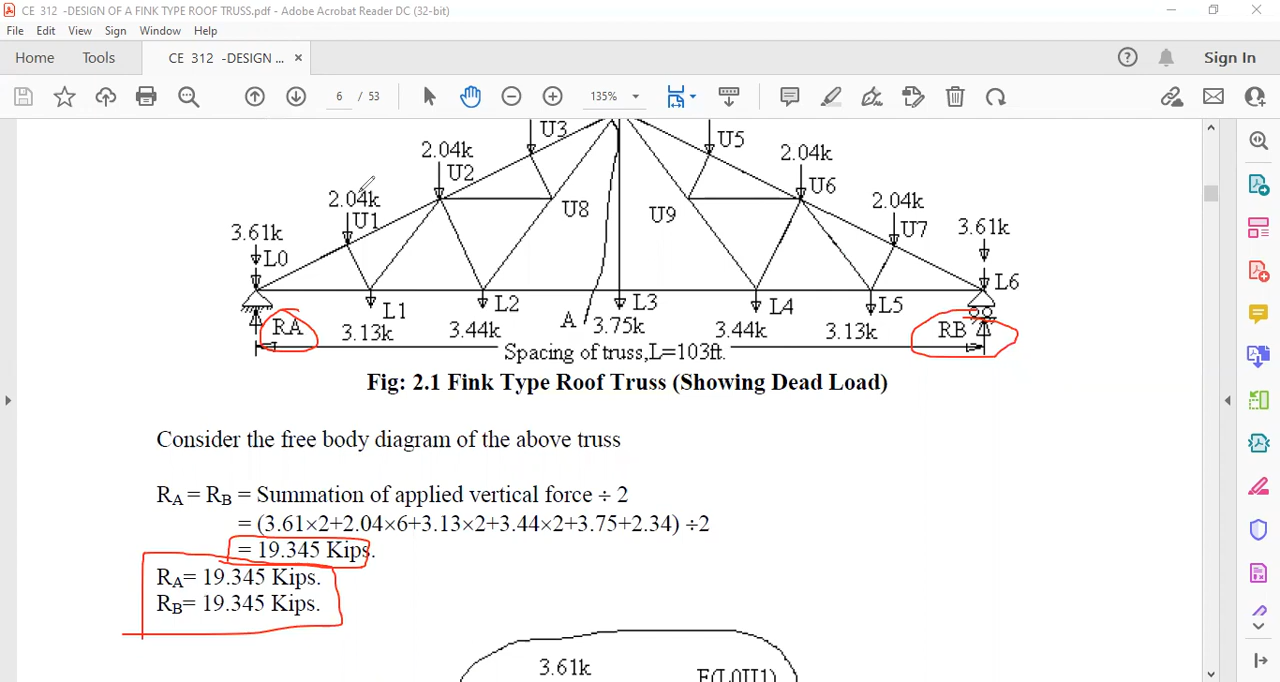 CE 312 -DESIGN OF A FINK TYPE ROOF TRUSS.pdf - Adobe Acrobat Reader DC (32-bit)
File Edit View Sign Window Help
Home Tools CE 312 -DESIGN ... × Sign In
6 / 53 135%
U3 U5
2.04k U2 2.04k U6
2.04k U1 U8 U9 2.04k U7
3.61k L0 3.61k L6
RA L1 L2 A L3 L4 L5 RB
3.13k 3.44k 3.75k 3.44k 3.13k
Spacing of truss,L=103ft.
Fig: 2.1 Fink Type Roof Truss (Showing Dead Load)
Consider the free body diagram of the above truss
RA = RB = Summation of applied vertical force ÷ 2
= (3.61×2+2.04×6+3.13×2+3.44×2+3.75+2.34) ÷2
= 19.345 Kips.
RA= 19.345 Kips.
RB= 19.345 Kips.
3.61k F(L0U1)